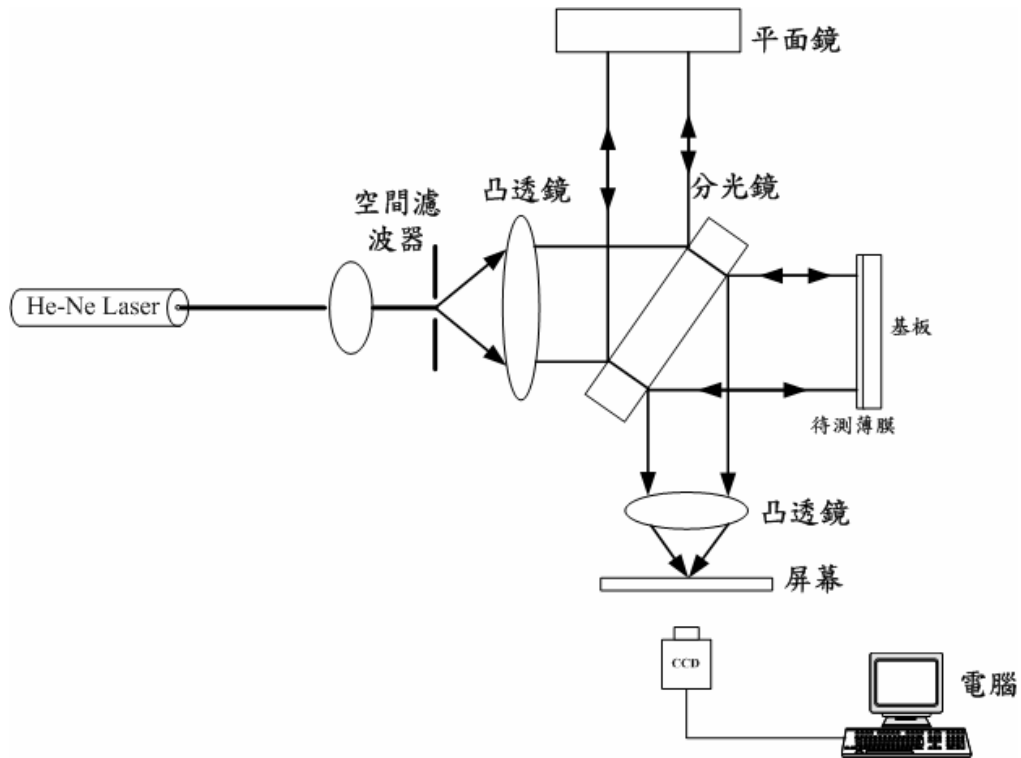 平面鏡
分光鏡
凸透鏡
空間濾
波器
He-Ne Laser
基板
待測薄膜
凸透鏡
屏幕
CCD
電腦